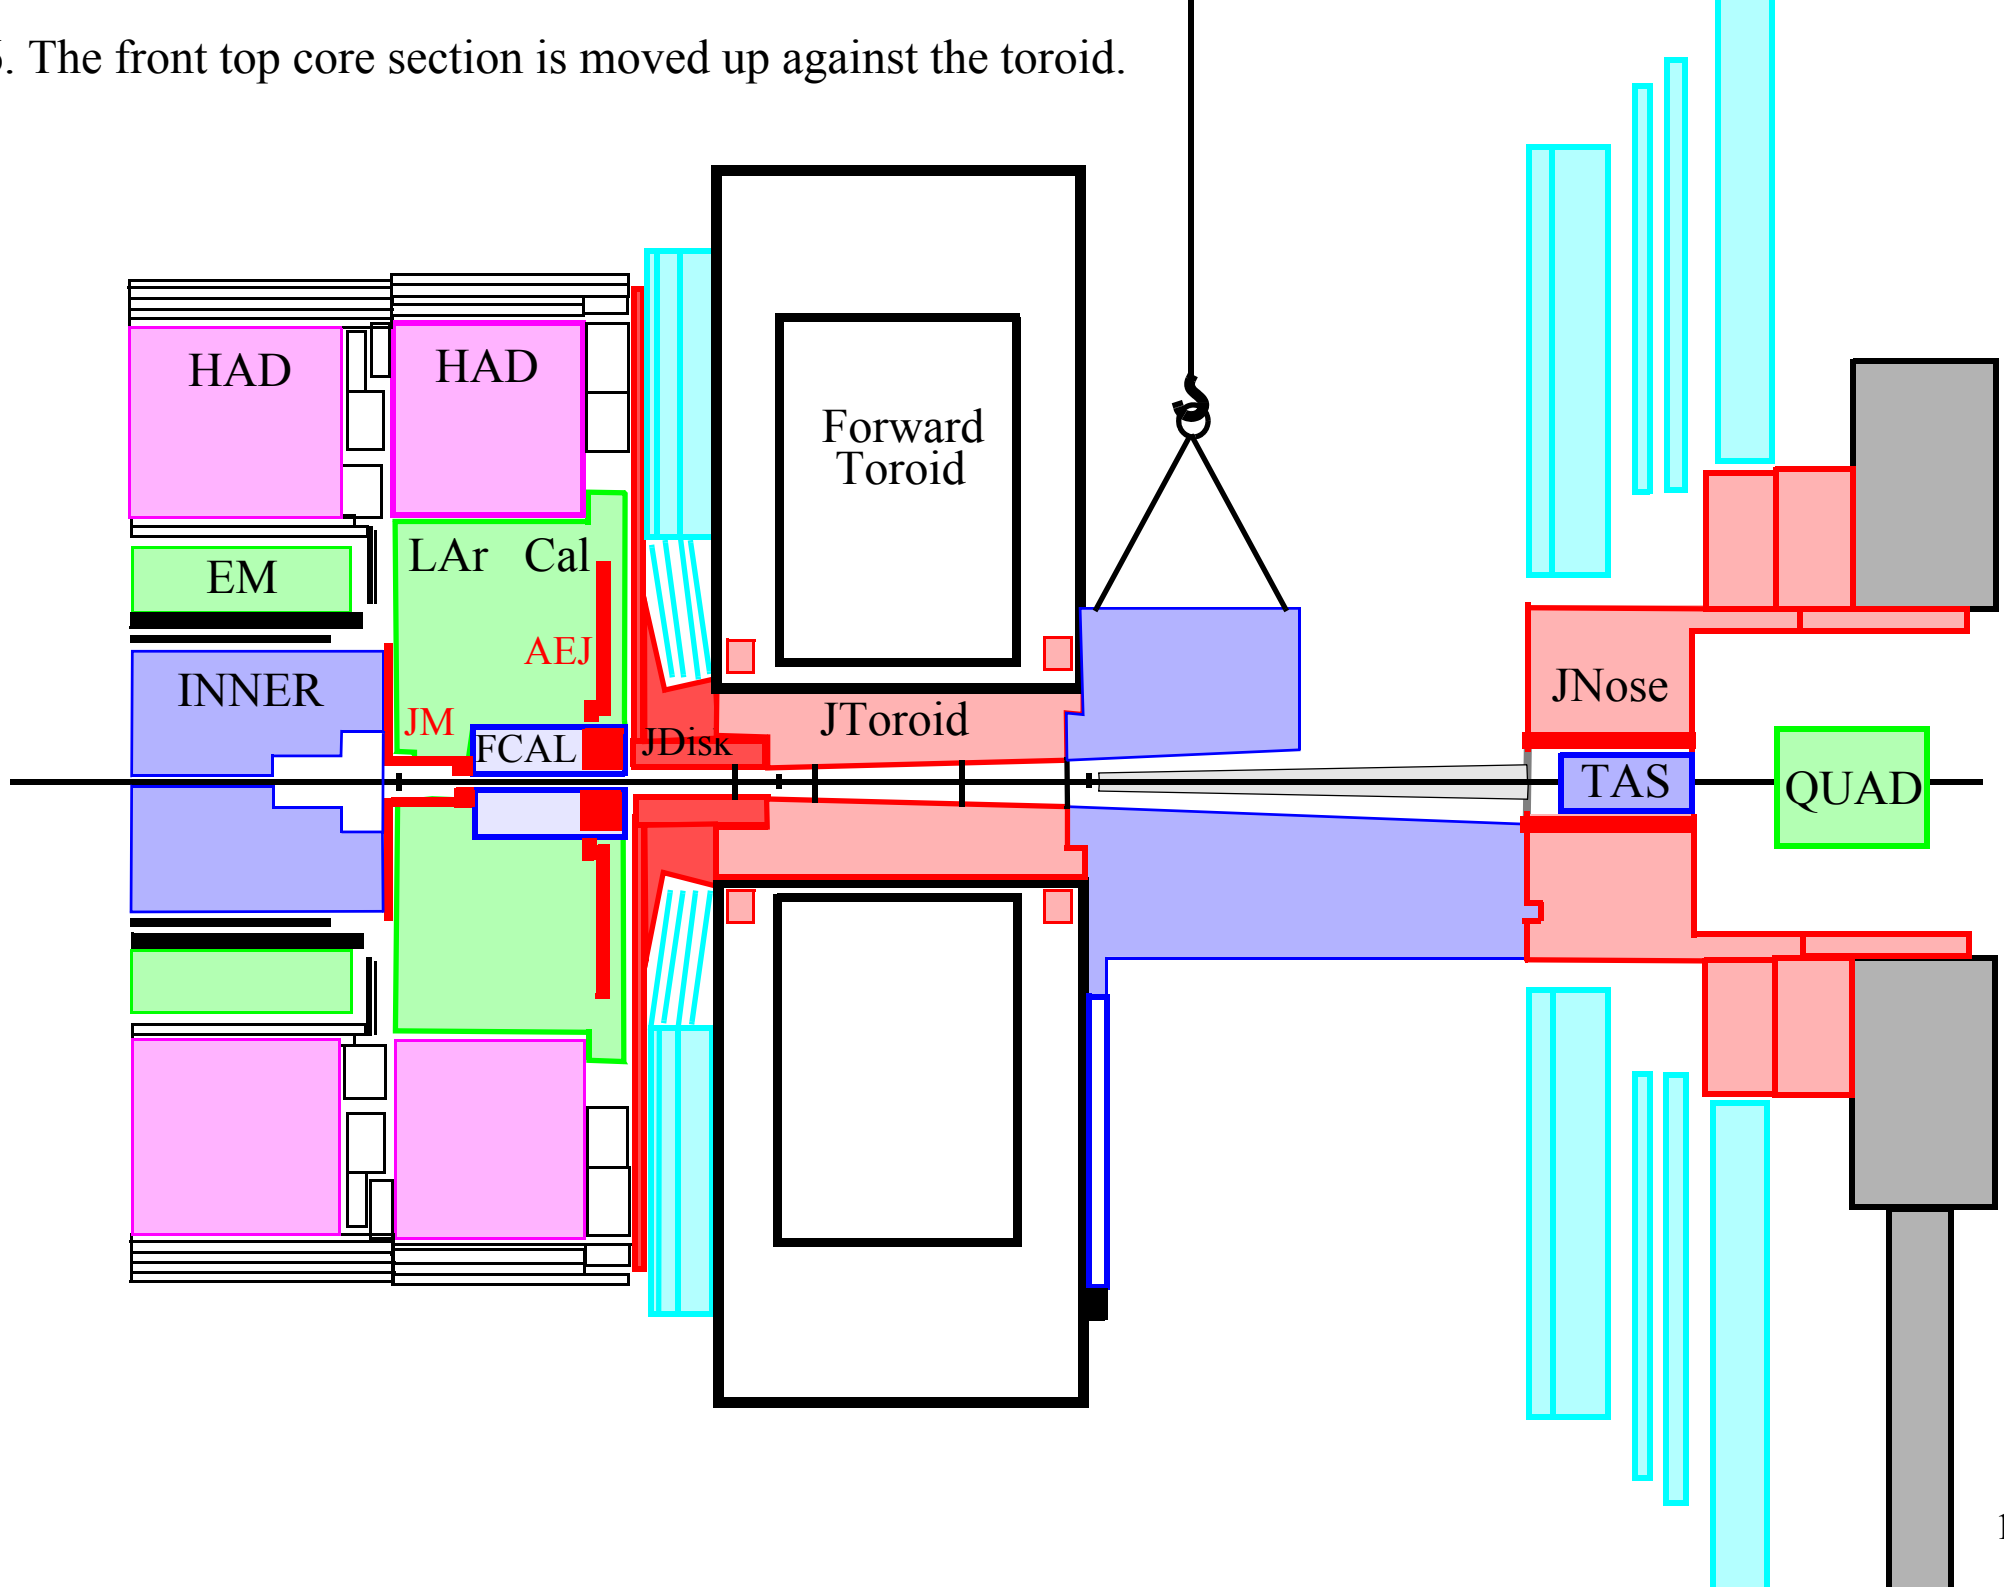 . The front top core section is moved up against the toroid.
HAD
HAD
Forward
Toroid
LAr Cal
EM
AEJ
INNER
JM
JNose
JToroid
FCAL
JDisk
TAS
QUAD